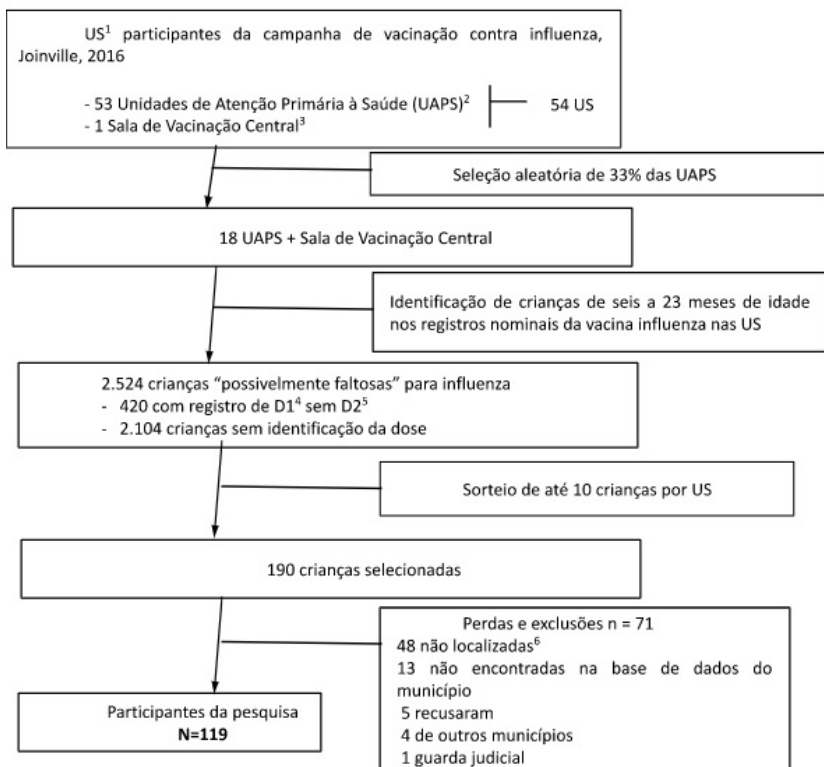 US¹ participantes da campanha de vacinação contra influenza,
Joinville, 2016
- 53 Unidades de Atenção Primária à Saúde (UAPS)²
- 1 Sala de Vacinação Central³
54 US
Seleção aleatória de 33% das UAPS
18 UAPS + Sala de Vacinação Central
Identificação de crianças de seis a 23 meses de idade
nos registros nominais da vacina influenza nas US
2.524 crianças “possivelmente faltosas” para influenza
- 420 com registro de D1⁴ sem D2⁵
- 2.104 crianças sem identificação da dose
Sorteio de até 10 crianças por US
190 crianças selecionadas
Perdas e exclusões n = 71
48 não localizadas⁶
13 não encontradas na base de dados do
município
5 recusaram
4 de outros municípios
1 guarda judicial
Participantes da pesquisa
N=119